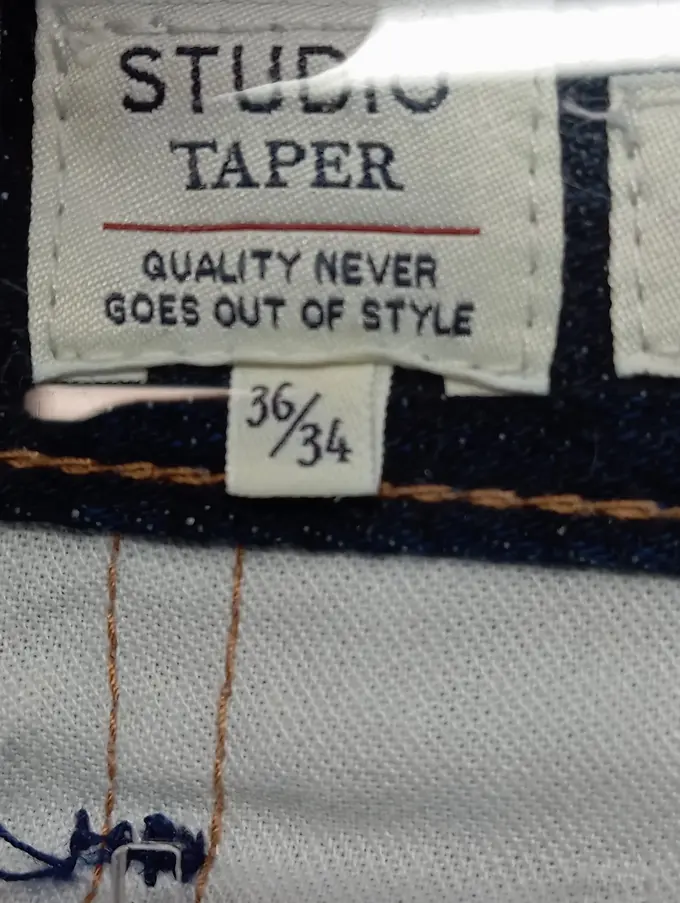 STUDIO
TAPER
QUALITY NEVER
GOES OUT OF STYLE
36/34